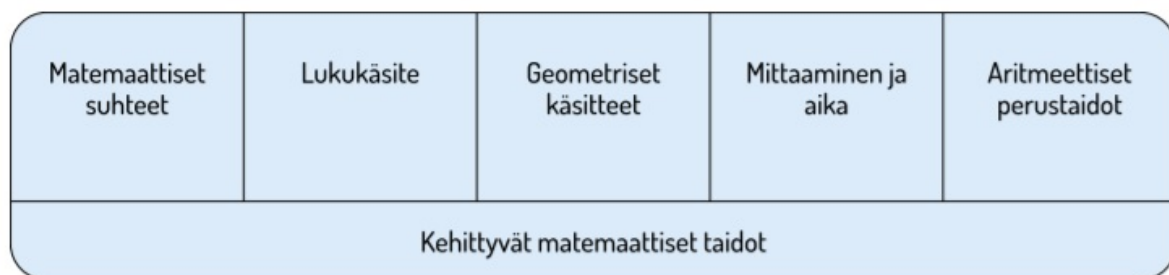 Matemaattiset
suhteet
Lukukäsite
Geometriset
käsitteet
Mittaaminen ja
aika
Aritmeettiset
perustaidot
Kehittyvät matemaattiset taidot